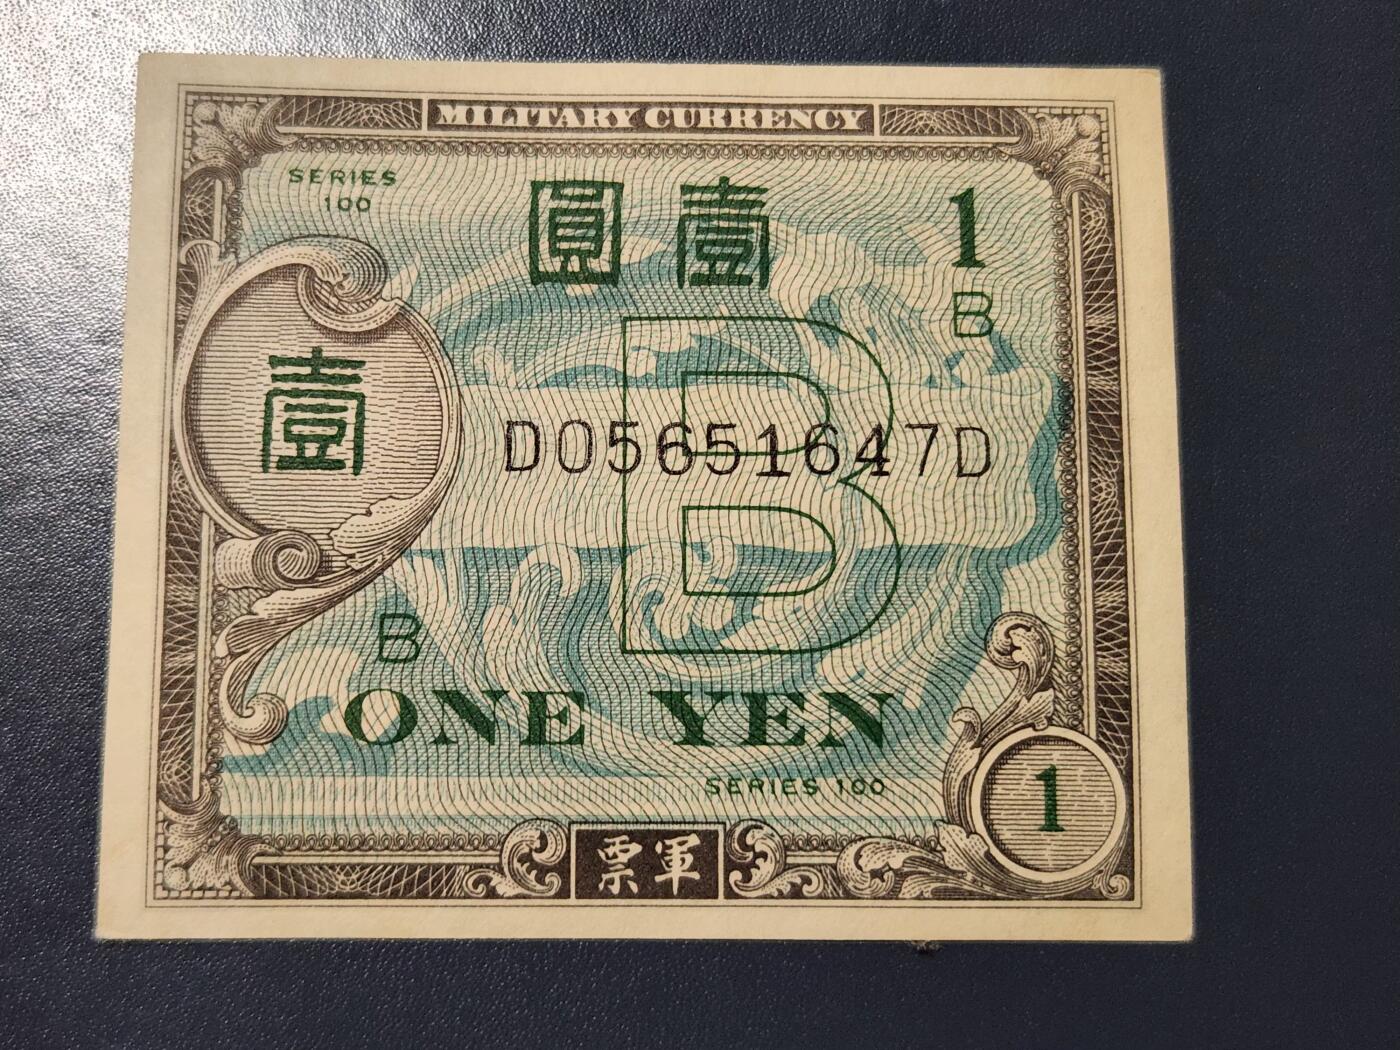 MILITARY CURRENCY
SERIES
100
圓 壹
1
B
壹
B
D05651647D
B
ONE YEN
SERIES 100
1
票軍